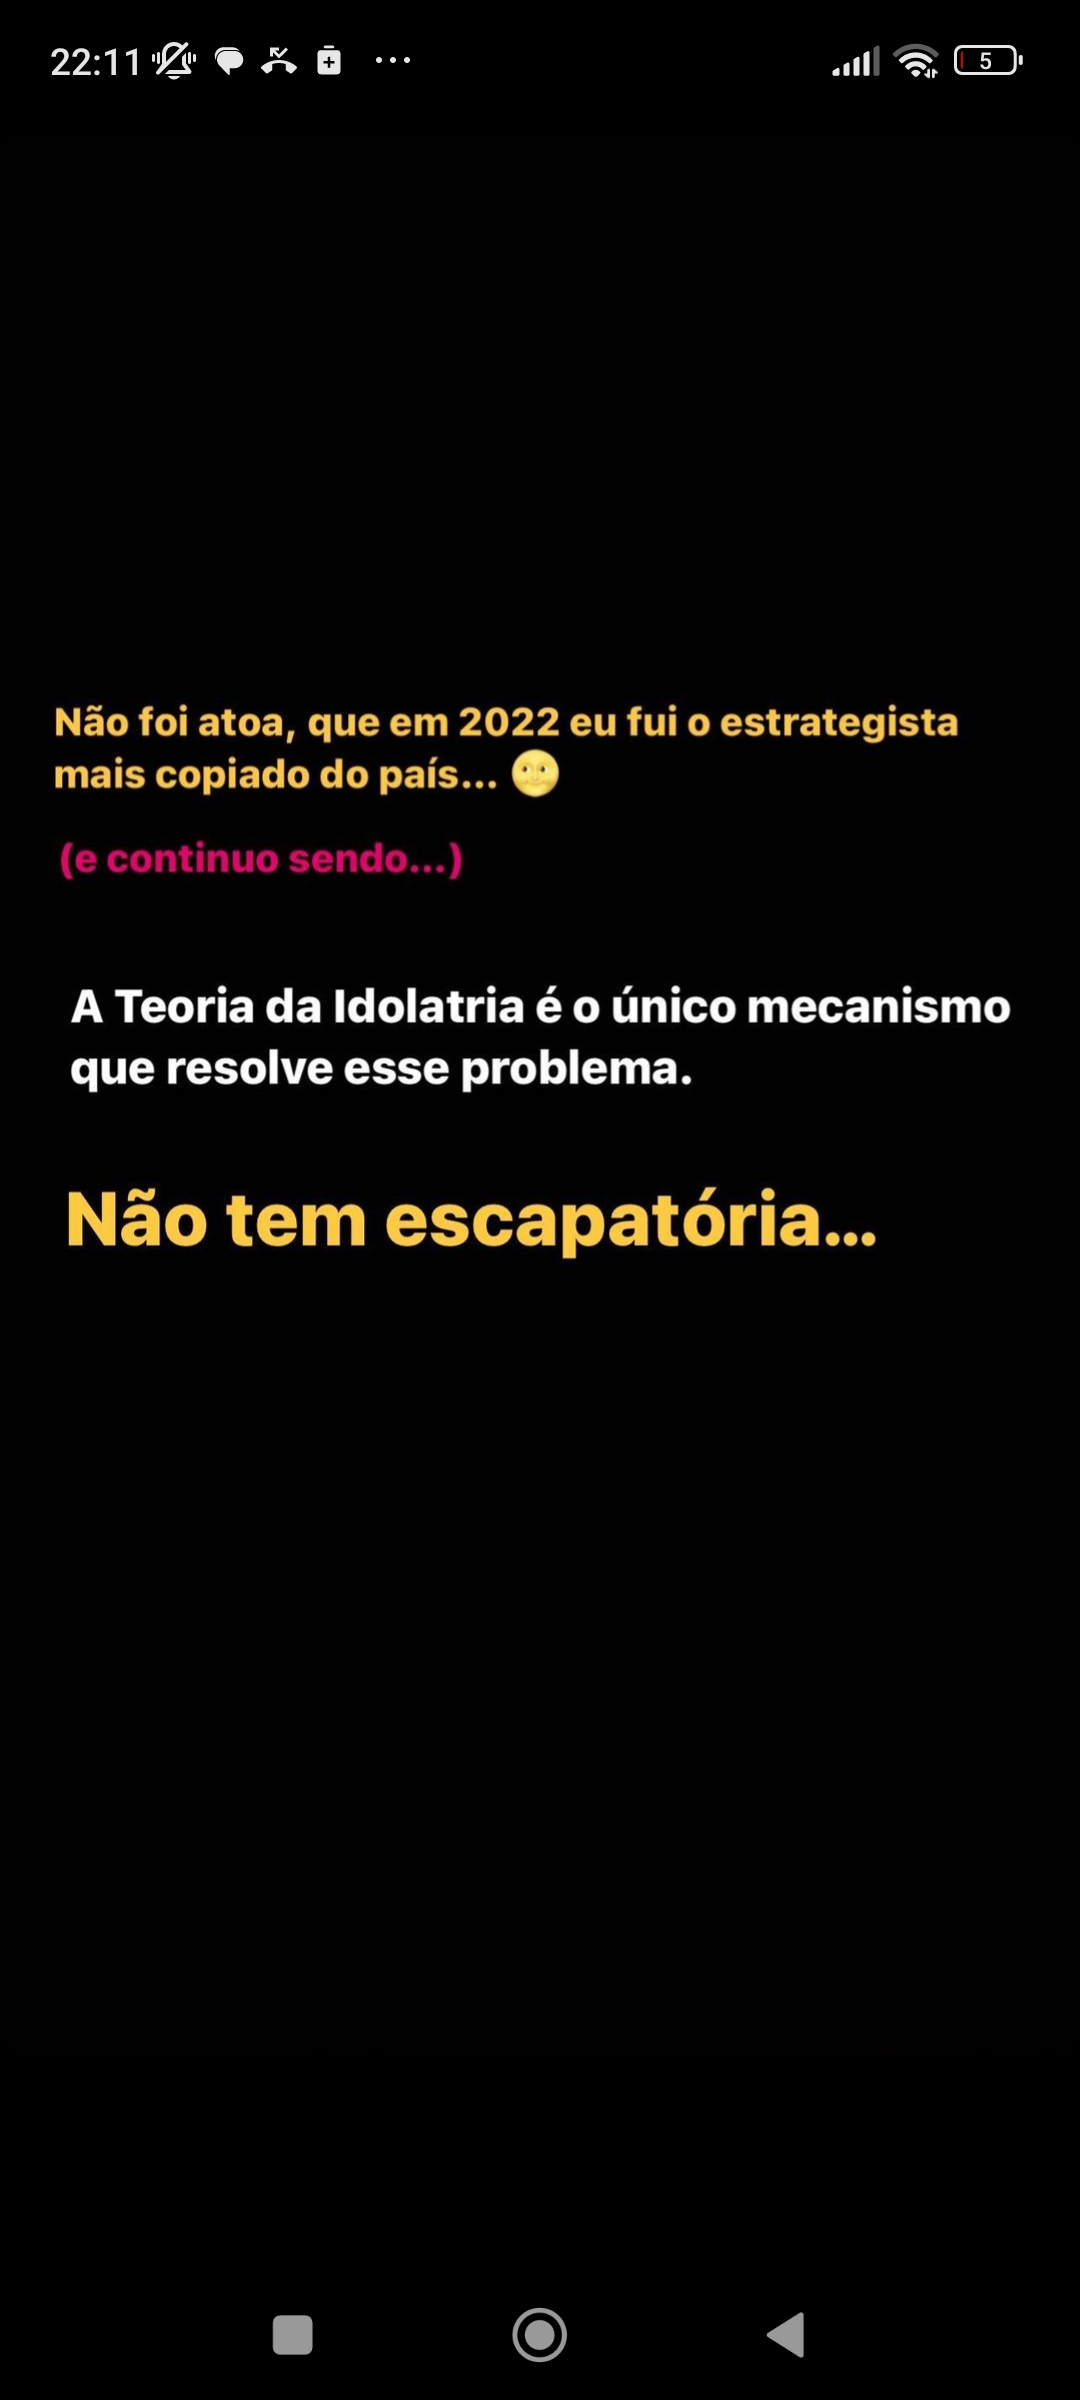 22:11
5
Não foi atoa, que em 2022 eu fui o estrategista
mais copiado do país... 🌝
(e continuo sendo...)
A Teoria da Idolatria é o único mecanismo
que resolve esse problema.
Não tem escapatória...